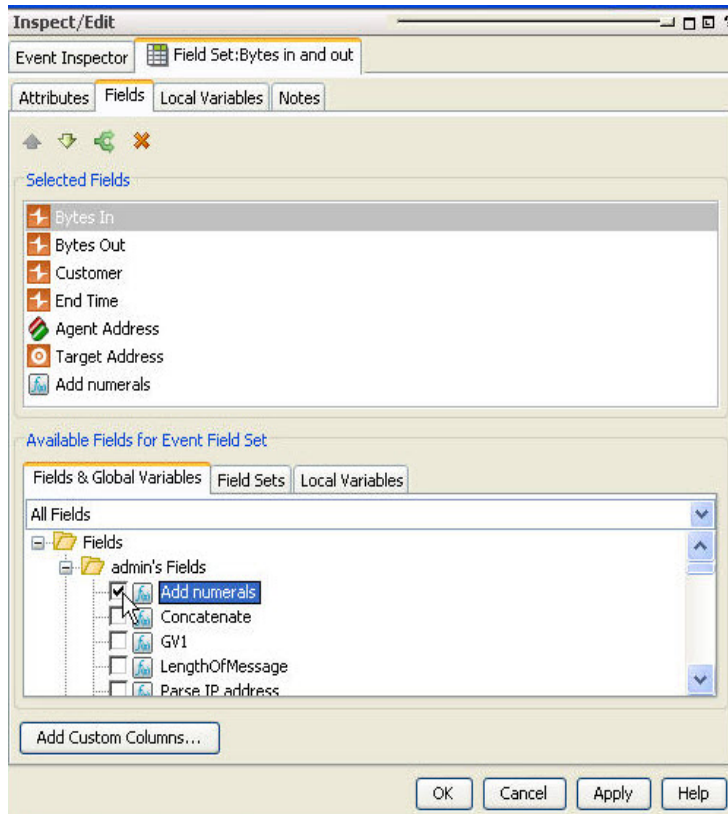 Inspect/Edit
Event Inspector Field Set:Bytes in and out
Attributes Fields Local Variables Notes
Selected Fields
Bytes In
Bytes Out
Customer
End Time
Agent Address
Target Address
Add numerals
Available Fields for Event Field Set
Fields & Global Variables Field Sets Local Variables
All Fields
Fields
admin's Fields
Add numerals
Concatenate
GV1
LengthOfMessage
Parse IP address
Add Custom Columns...
OK Cancel Apply Help